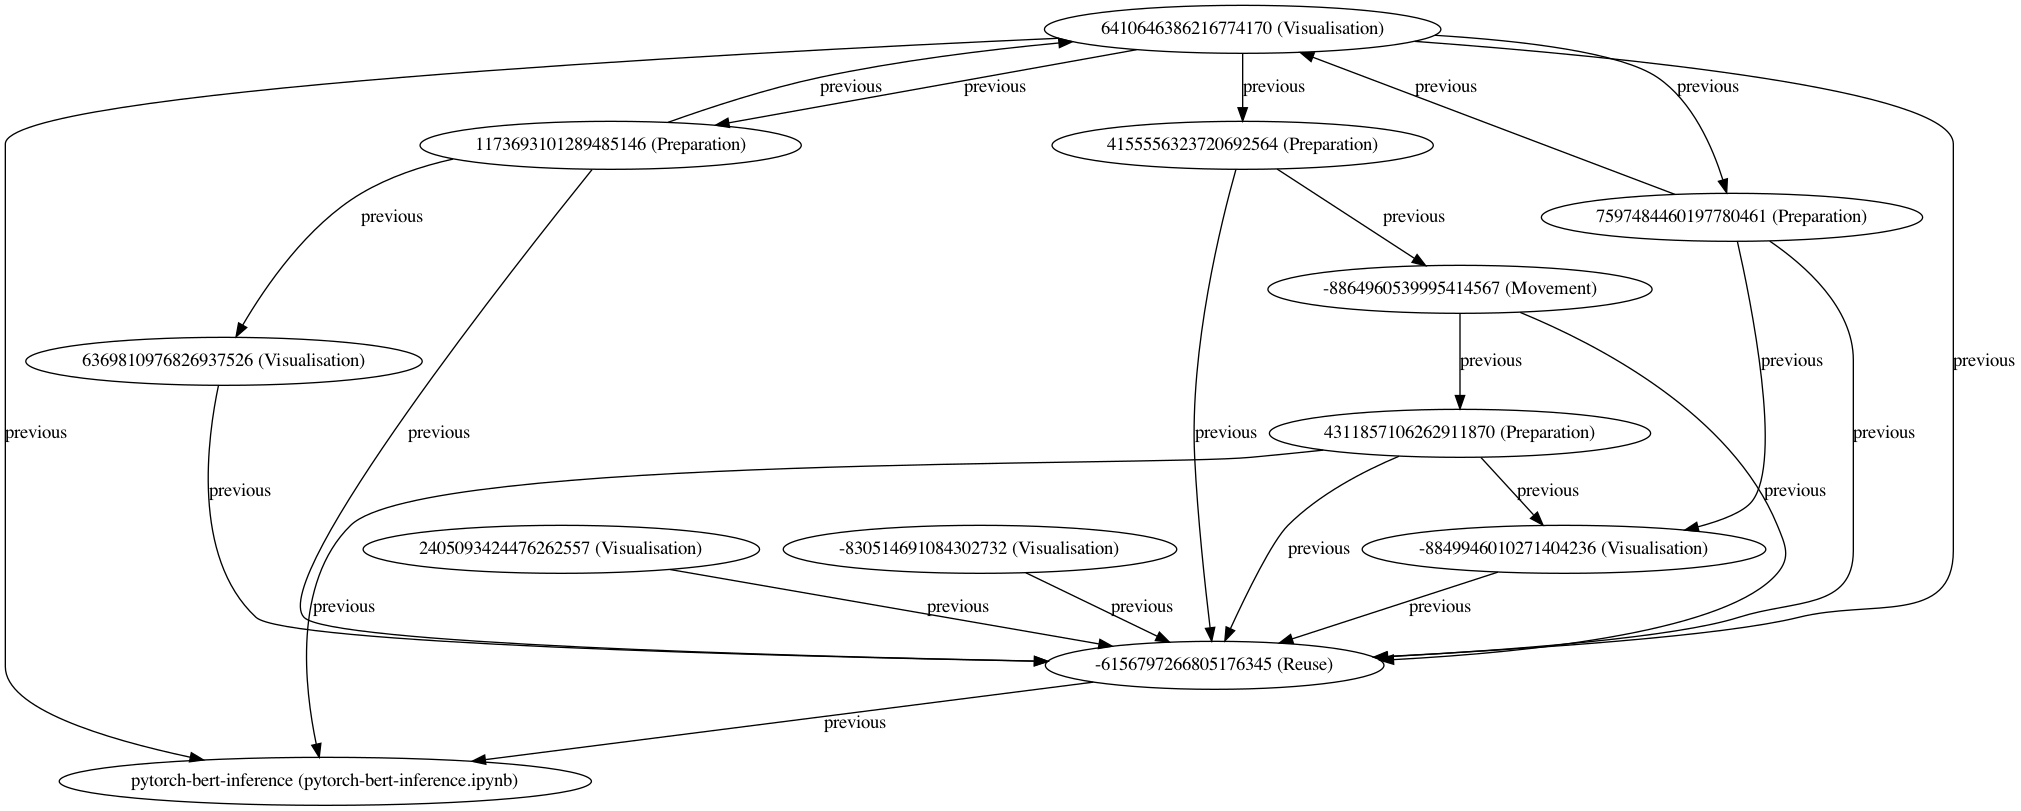 6410646386216774170 (Visualisation)
previous
previous
previous
previous
previous
1173693101289485146 (Preparation)
4155556323720692564 (Preparation)
previous
previous
7597484460197780461 (Preparation)
-8864960539995414567 (Movement)
6369810976826937526 (Visualisation)
previous
previous
previous
previous
previous
previous
4311857106262911870 (Preparation)
previous
previous
previous
previous
2405093424476262557 (Visualisation)
-830514691084302732 (Visualisation)
previous
-8849946010271404236 (Visualisation)
previous
previous
previous
previous
-6156797266805176345 (Reuse)
previous
pytorch-bert-inference (pytorch-bert-inference.ipynb)